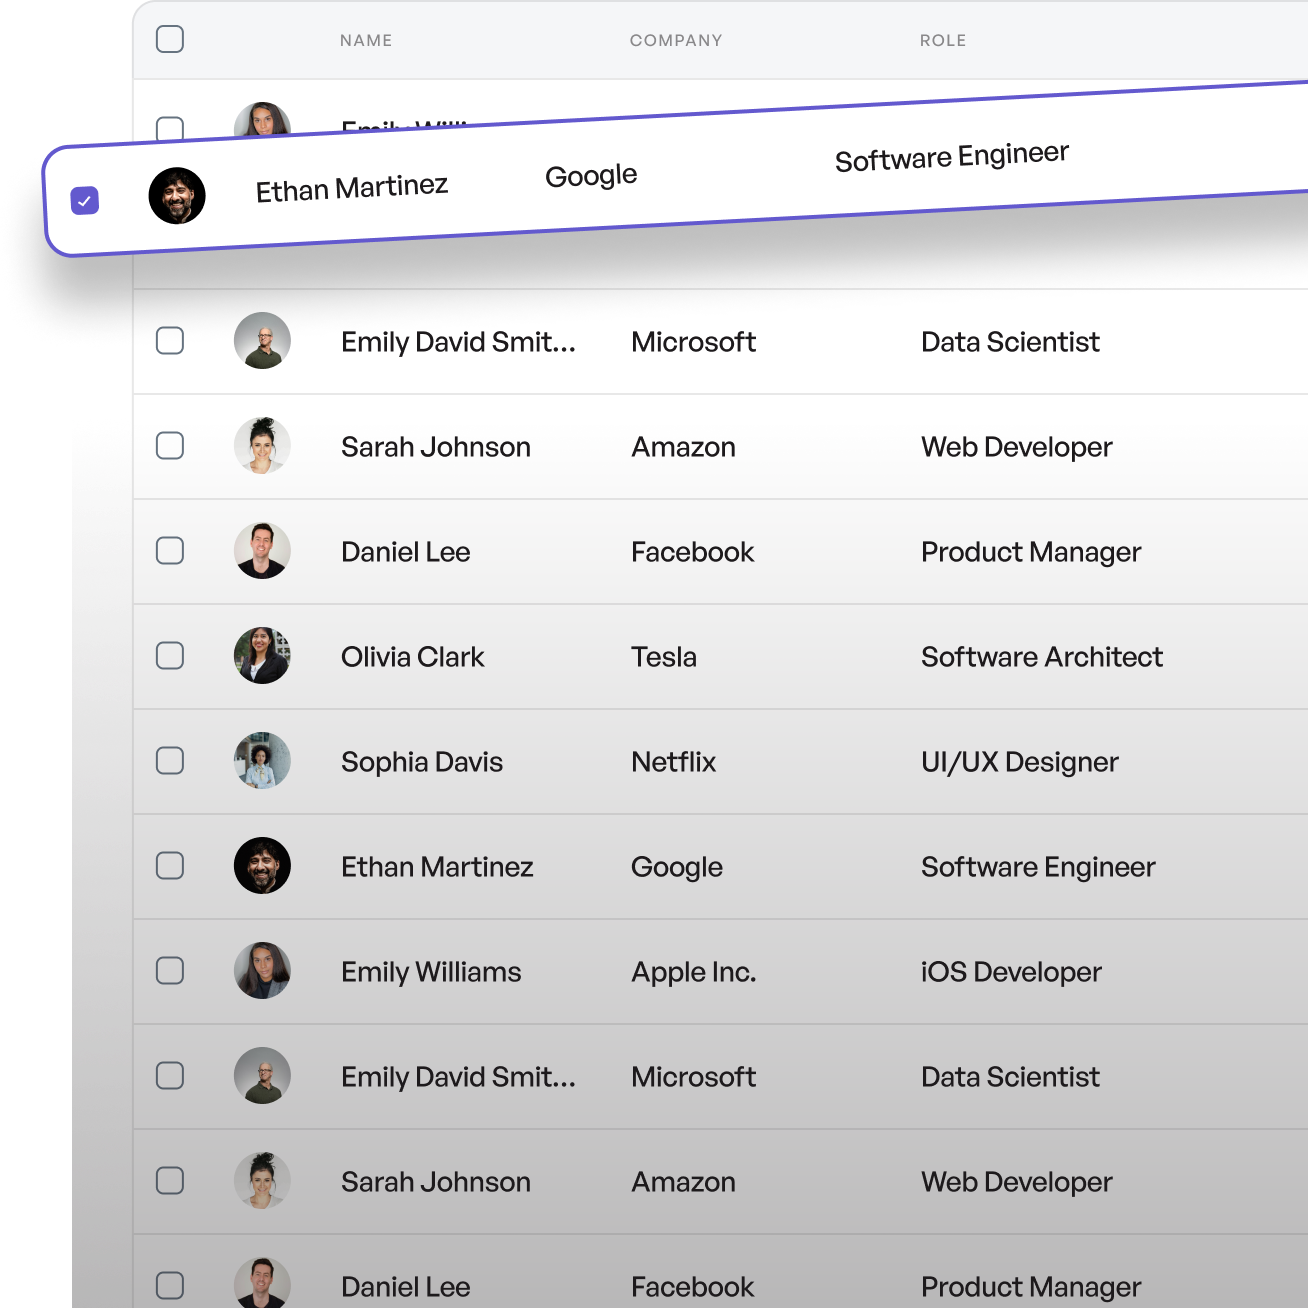 NAME COMPANY ROLE
Emily Willi
Ethan Martinez Google Software Engineer
Emily David Smit... Microsoft Data Scientist
Sarah Johnson Amazon Web Developer
Daniel Lee Facebook Product Manager
Olivia Clark Tesla Software Architect
Sophia Davis Netflix UI/UX Designer
Ethan Martinez Google Software Engineer
Emily Williams Apple Inc. iOS Developer
Emily David Smit... Microsoft Data Scientist
Sarah Johnson Amazon Web Developer
Daniel Lee Facebook Product Manager